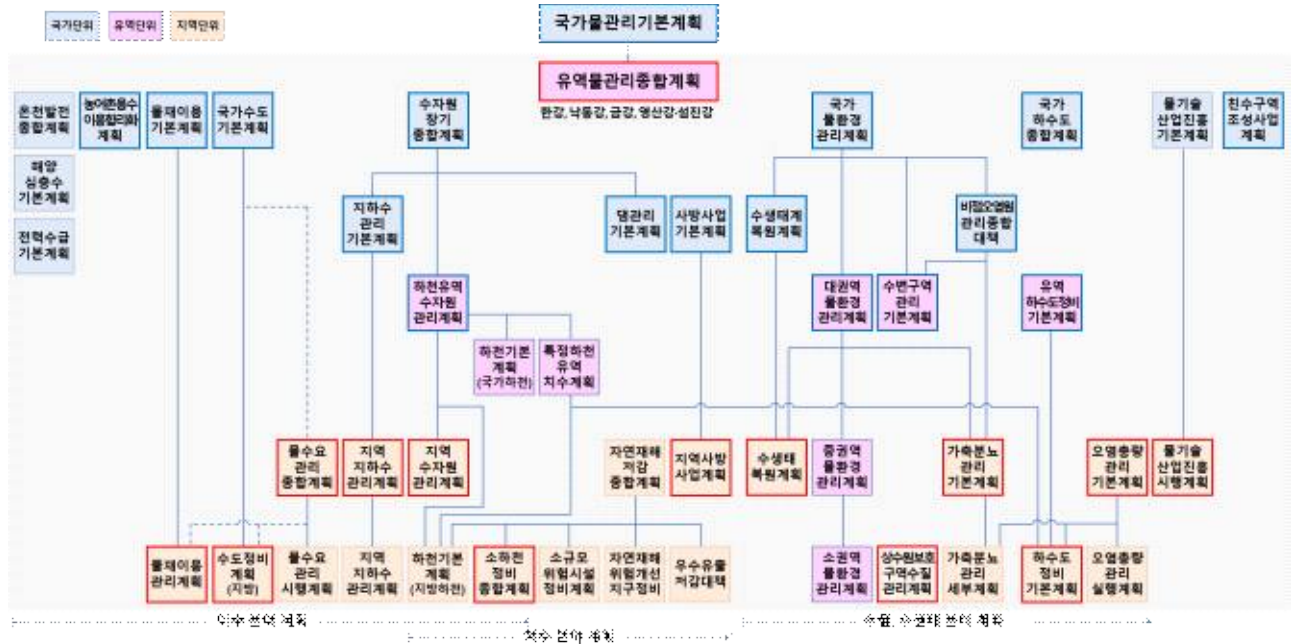 국가단위
유역단위
지역단위
국가물관리기본계획
유역물관리종합계획
한강, 낙동강, 금강, 영산강·섬진강
온천발전
종합계획
농어촌용수
이용합리화
계획
물재이용
기본계획
국가수도
기본계획
수자원
장기
종합계획
국가
물환경
관리계획
국가
하수도
종합계획
물기술
산업진흥
기본계획
친수구역
조성사업
계획
해양
심층수
기본계획
전력수급
기본계획
지하수
관리
기본계획
댐관리
기본계획
사방사업
기본계획
수생태계
복원계획
비점오염원
관리종합
대책
하천유역
수자원
관리계획
대권역
물환경
관리계획
수변구역
관리
기본계획
유역
하수도정비
기본계획
하천기본
계획
(국가하천)
특정하천
유역
치수계획
물수요
관리
종합계획
지역
지하수
관리계획
지역
수자원
관리계획
자연재해
저감
종합계획
지역사방
사업계획
수생태
복원계획
중권역
물환경
관리계획
가축분뇨
관리
기본계획
오염총량
관리
기본계획
물기술
산업진흥
시행계획
물재이용
관리계획
수도정비
계획
(지방)
물수요
관리
시행계획
지역
지하수
관리계획
하천기본
계획
(지방하천)
소하천
정비
종합계획
소규모
위험시설
정비계획
자연재해
위험개선
지구정비
우수유출
저감대책
소권역
물환경
관리계획
상수원보호
구역수질
관리계획
가축분뇨
관리
세부계획
하수도
정비
기본계획
오염총량
관리
실행계획
이수 분야 계획
치수 분야 계획
수질, 수생태 분야 계획